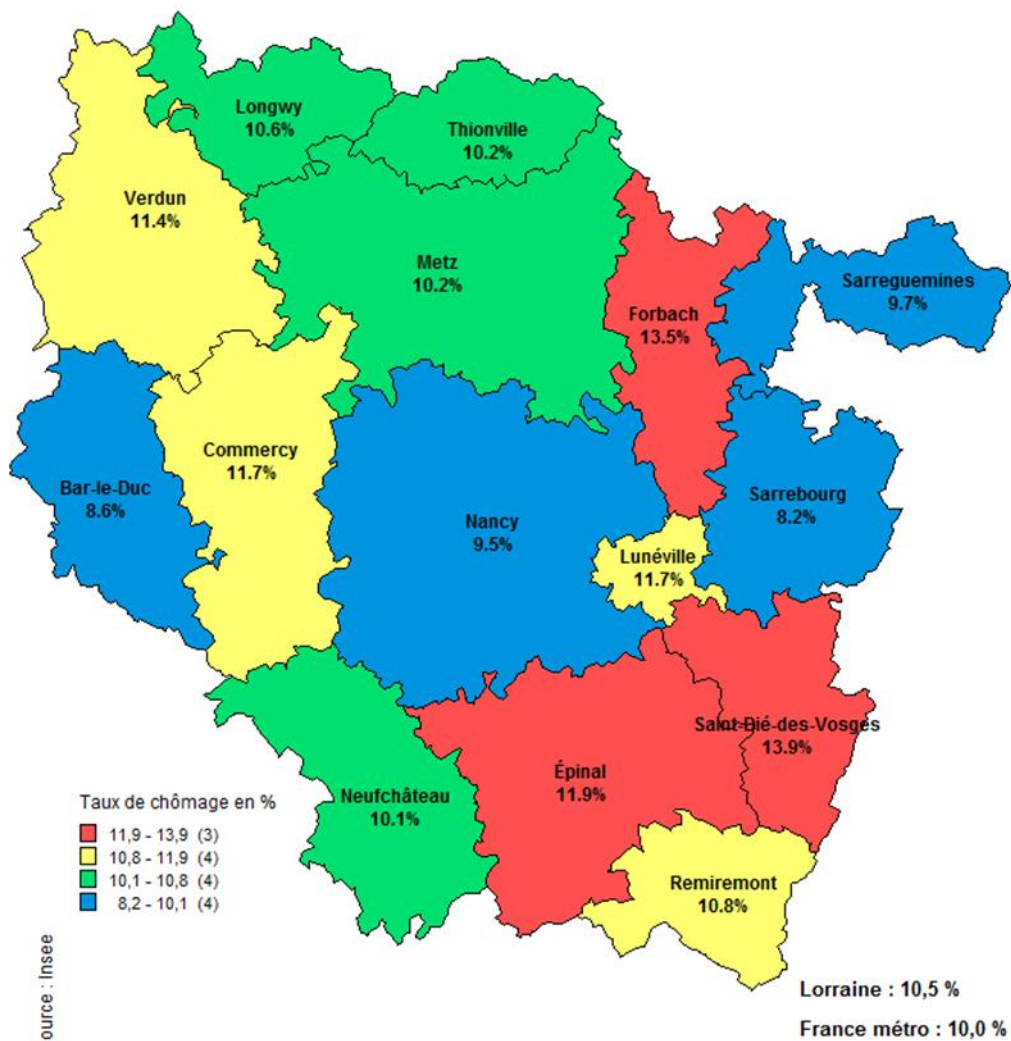 Longwy
10.6%
Thionville
10.2%
Verdun
11.4%
Metz
10.2%
Sarreguemines
9.7%
Forbach
13.5%
Commercy
11.7%
Bar-le-Duc
8.6%
Sarrebourg
8.2%
Nancy
9.5%
Lunéville
11.7%
Saint-Dié-des-Vosges
13.9%
Épinal
11.9%
Neufchâteau
10.1%
Remiremont
10.8%
Taux de chômage en %
11,9 - 13,9 (3)
10,8 - 11,9 (4)
10,1 - 10,8 (4)
8,2 - 10,1 (4)
ource : Insee
Lorraine : 10,5 %
France métro : 10,0 %